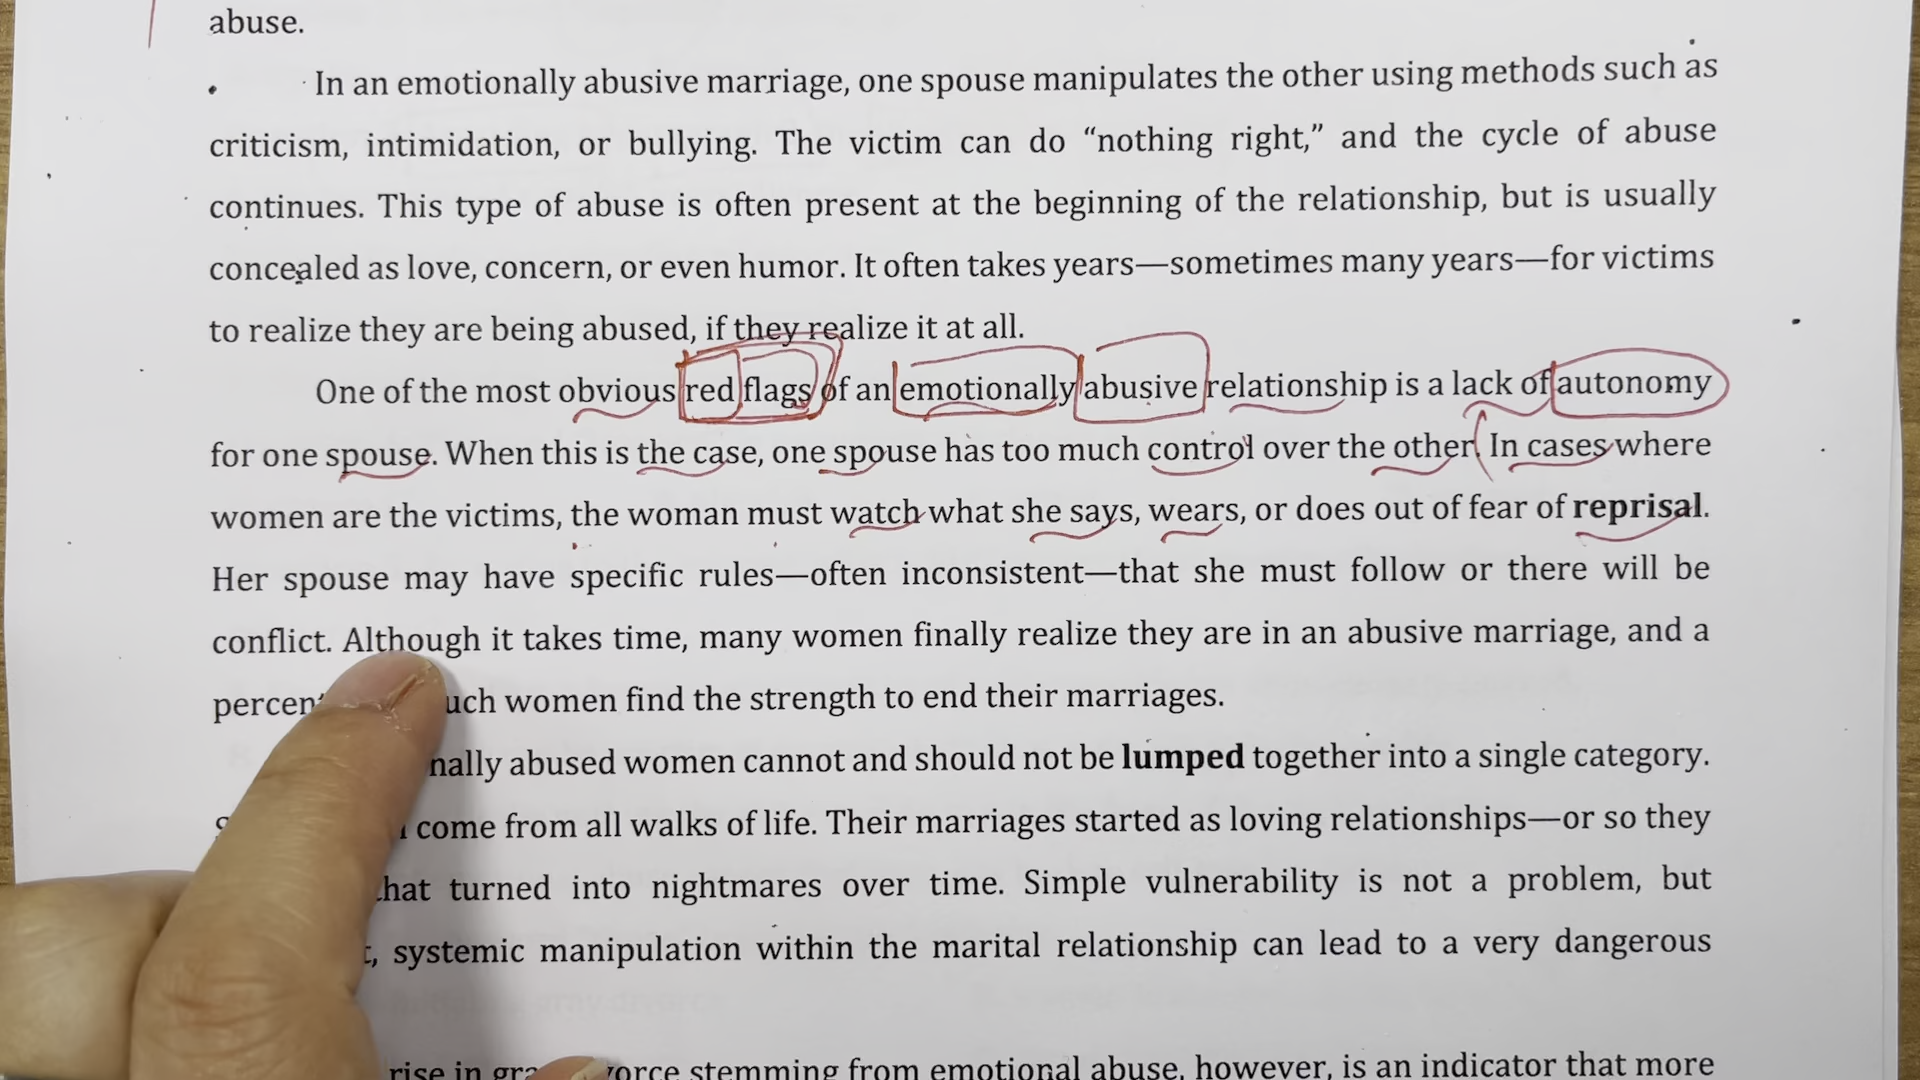 abuse.
In an emotionally abusive marriage, one spouse manipulates the other using methods such as
criticism, intimidation, or bullying. The victim can do “nothing right,” and the cycle of abuse
continues. This type of abuse is often present at the beginning of the relationship, but is usually
concealed as love, concern, or even humor. It often takes years—sometimes many years—for victims
to realize they are being abused, if they realize it at all.
One of the most obvious red flags of an emotionally abusive relationship is a lack of autonomy
for one spouse. When this is the case, one spouse has too much control over the other. In cases where
women are the victims, the woman must watch what she says, wears, or does out of fear of reprisal.
Her spouse may have specific rules—often inconsistent—that she must follow or there will be
conflict. Although it takes time, many women finally realize they are in an abusive marriage, and a
women find the strength to end their marriages.
abused women cannot and should not be lumped together into a single category.
come from all walks of life. Their marriages started as loving relationships—or so they
turned into nightmares over time. Simple vulnerability is not a problem, but
systemic manipulation within the marital relationship can lead to a very dangerous
rise in stemming from emotional abuse, however, is an indicator that more